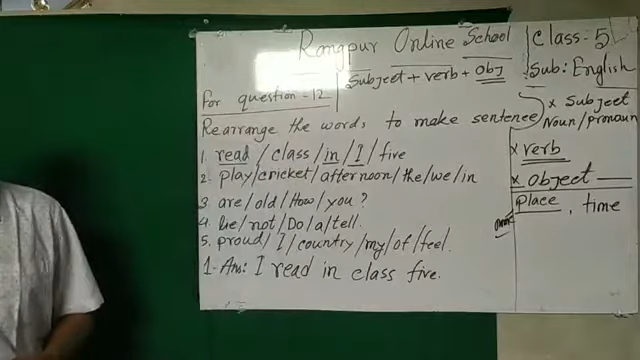 Rangpur Online School
Class-5
Sub: English
Subject + verb + obj
For question-12
Rearrange the words to make sentence
1. read / class / in / I / five
2. play/cricket/afternoon/the/we/in
3 are/old/How/you?
4. lie/not/Do/a/tell.
5. proud/I/country/my/of/feel.
1-Ans: I read in class five.
x Subject
Noun/pronoun
x verb
x object
place, time